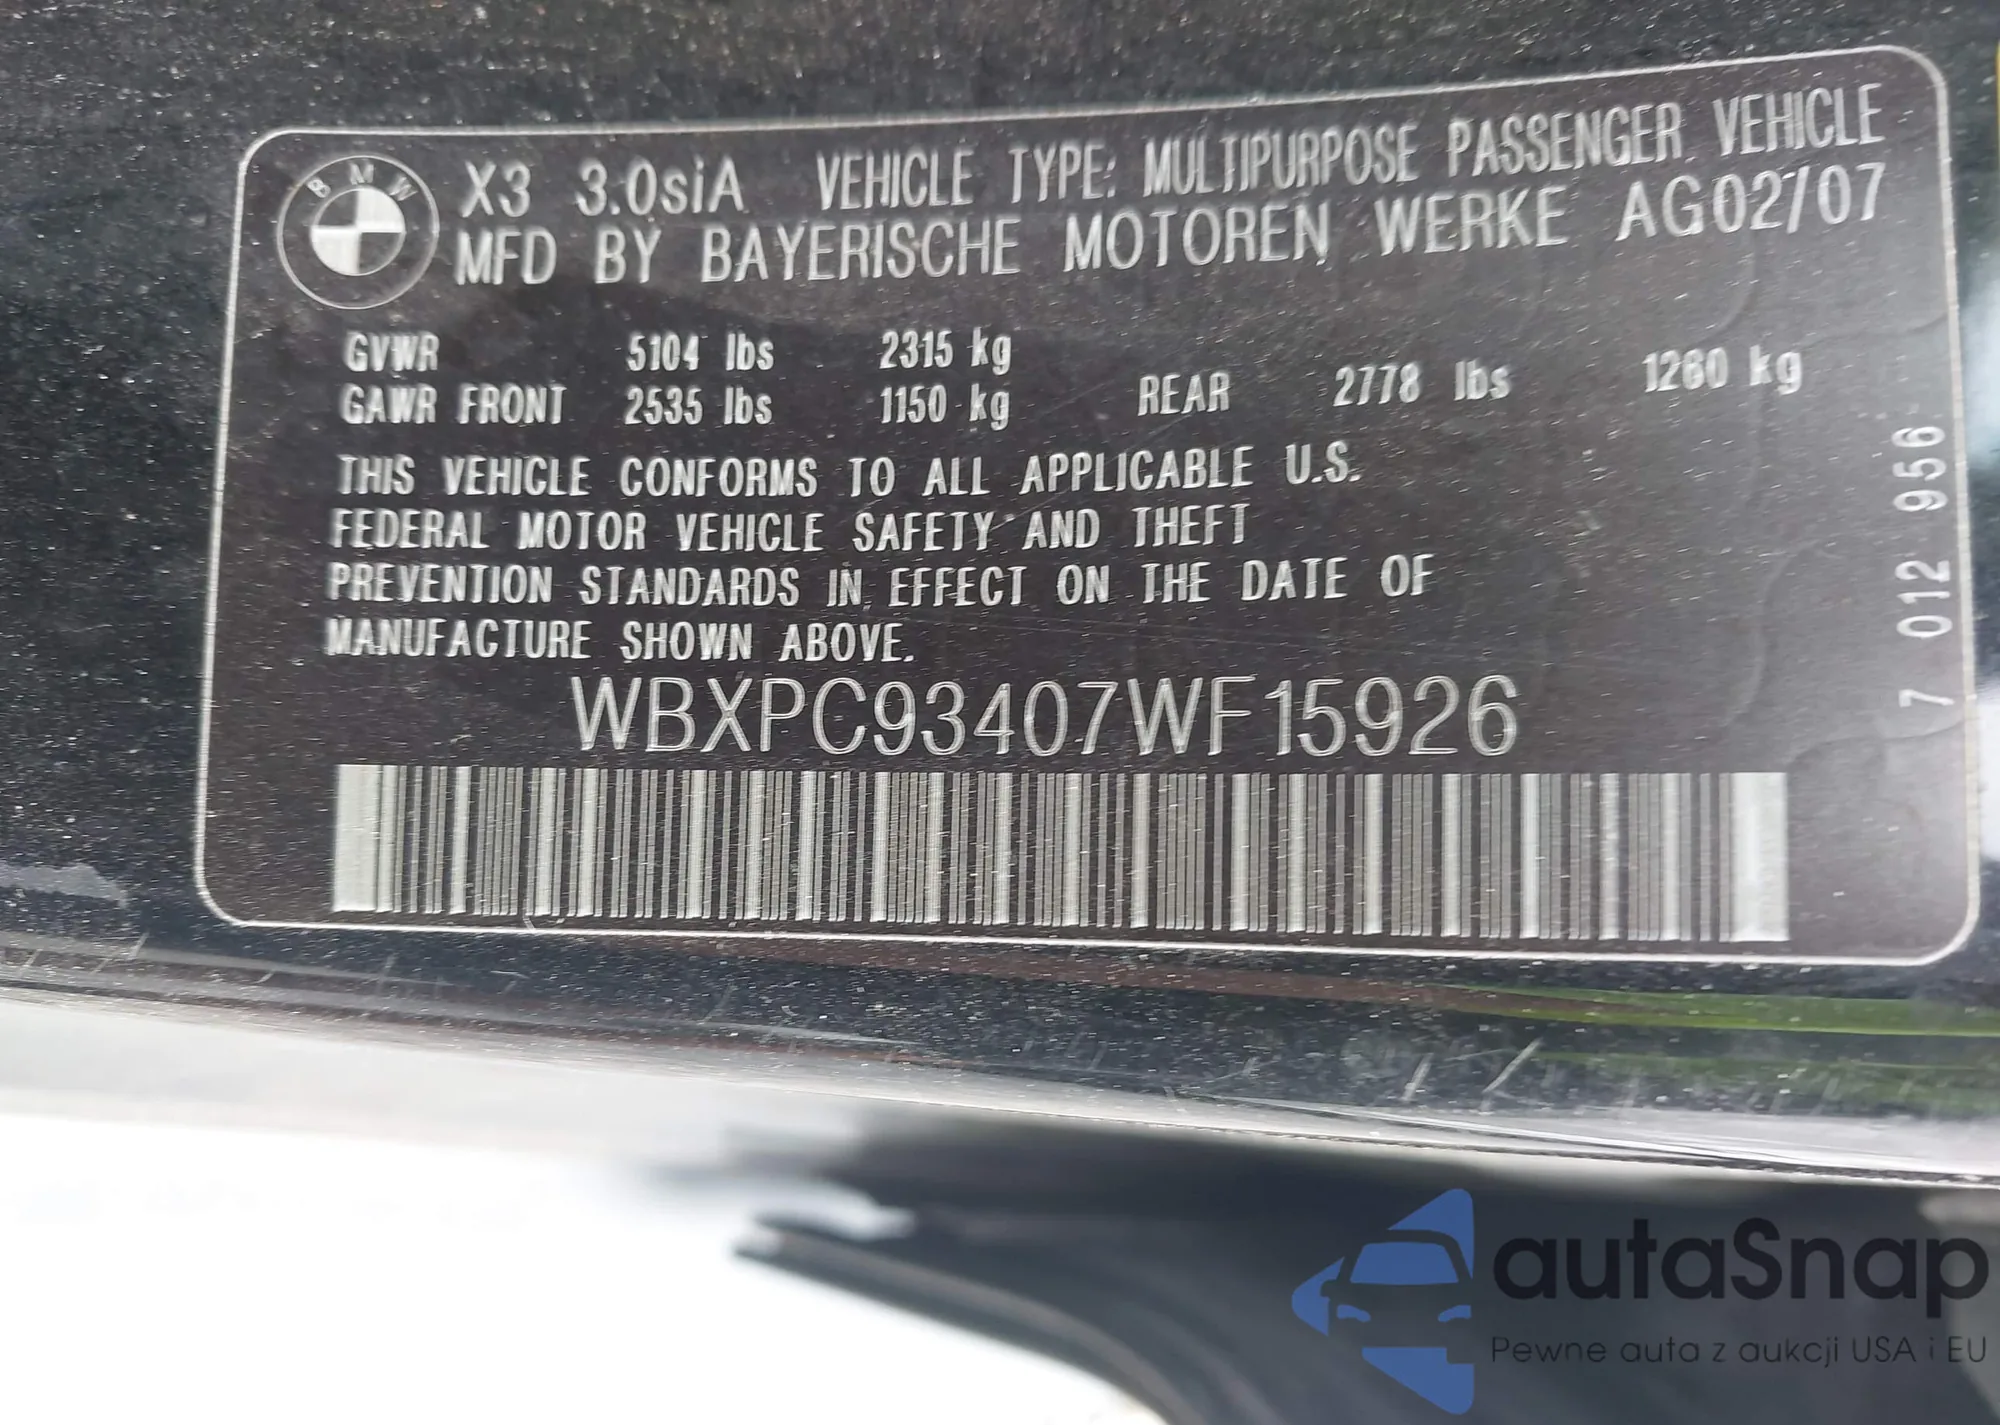 BMW
X3 3.0siA VEHICLE TYPE: MULTIPURPOSE PASSENGER VEHICLE
MFD BY BAYERISCHE MOTOREN WERKE AG02/07
GVWR 5104 lbs 2315 kg
GAWR FRONT 2535 lbs 1150 kg REAR 2778 lbs 1260 kg
THIS VEHICLE CONFORMS TO ALL APPLICABLE U.S.
FEDERAL MOTOR VEHICLE SAFETY AND THEFT
PREVENTION STANDARDS IN EFFECT ON THE DATE OF
MANUFACTURE SHOWN ABOVE.
WBXPC93407WF15926
7 012 956
autaSnap
Pewne auta z aukcji USA i EU